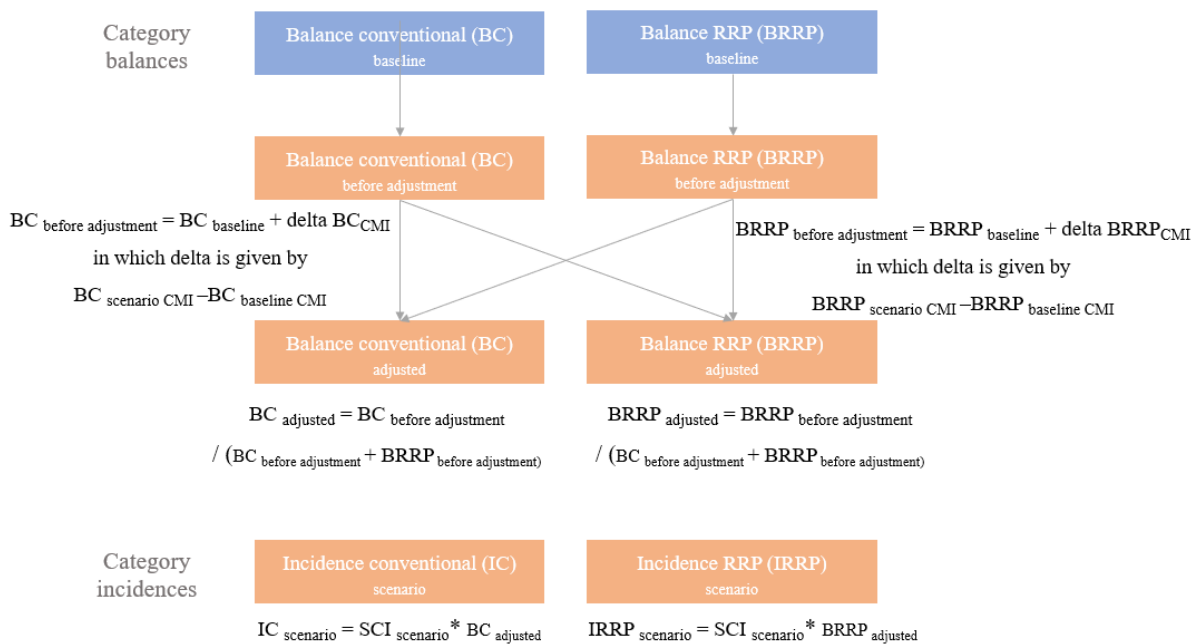 Category
balances
Balance conventional (BC)
baseline
Balance RRP (BRRP)
baseline
Balance conventional (BC)
before adjustment
Balance RRP (BRRP)
before adjustment
BC before adjustment = BC baseline + delta BCCMI
in which delta is given by
BC scenario CMI –BC baseline CMI
BRRP before adjustment = BRRP baseline + delta BRRPCMI
in which delta is given by
BRRP scenario CMI –BRRP baseline CMI
Balance conventional (BC)
adjusted
Balance RRP (BRRP)
adjusted
BC adjusted = BC before adjustment
/ (BC before adjustment + BRRP before adjustment)
BRRP adjusted = BRRP before adjustment
/ (BC before adjustment + BRRP before adjustment)
Category
incidences
Incidence conventional (IC)
scenario
Incidence RRP (IRRP)
scenario
IC scenario = SCI scenario* BC adjusted
IRRP scenario = SCI scenario* BRRP adjusted